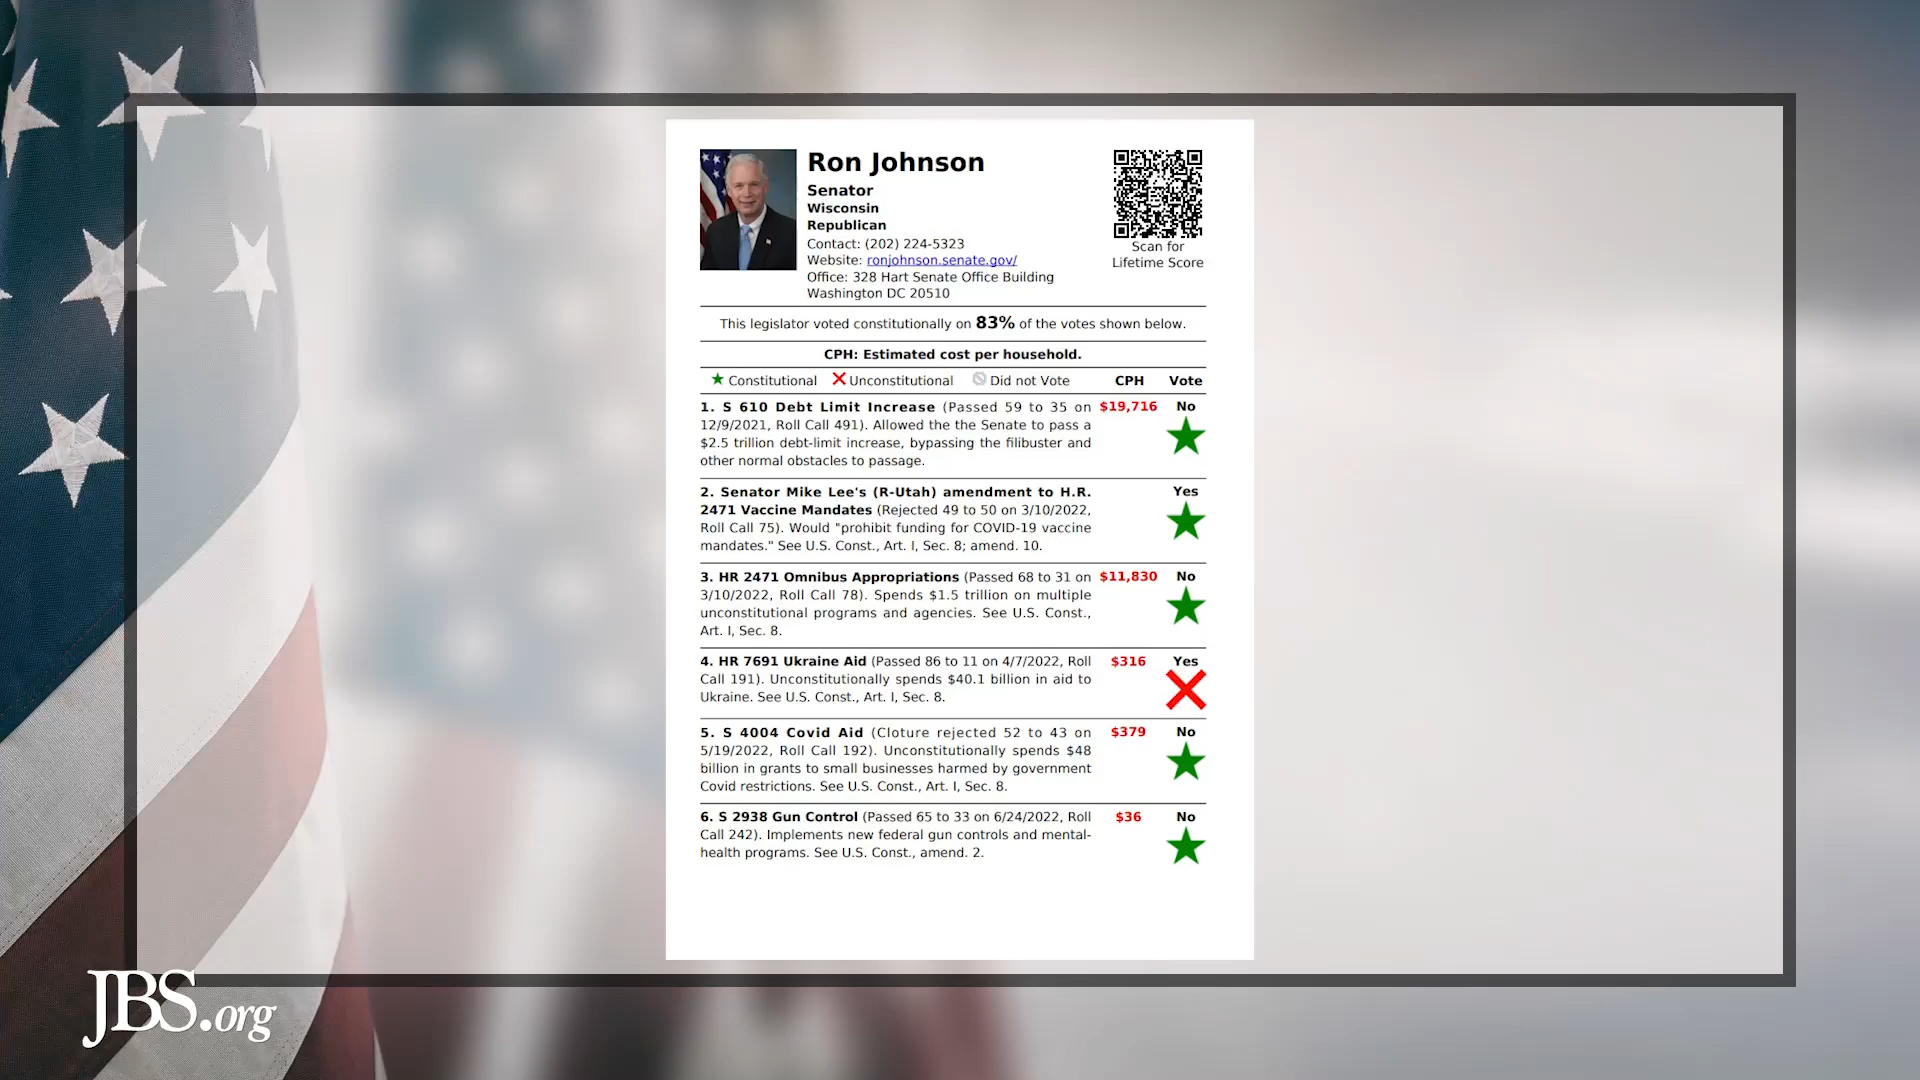 Ron Johnson
Senator
Wisconsin
Republican
Contact: (202) 224-5323
Website: ronjohnson.senate.gov/
Office: 328 Hart Senate Office Building
Washington DC 20510
Scan for
Lifetime Score
This legislator voted constitutionally on 83% of the votes shown below.
CPH: Estimated cost per household.
Constitutional Unconstitutional Did not Vote CPH Vote
1. S 610 Debt Limit Increase (Passed 59 to 35 on $19,716 No
12/9/2021, Roll Call 491). Allowed the the Senate to pass a
$2.5 trillion debt-limit increase, bypassing the filibuster and
other normal obstacles to passage.
2. Senator Mike Lee's (R-Utah) amendment to H.R. Yes
2471 Vaccine Mandates (Rejected 49 to 50 on 3/10/2022,
Roll Call 75). Would "prohibit funding for COVID-19 vaccine
mandates." See U.S. Const., Art. I, Sec. 8; amend. 10.
3. HR 2471 Omnibus Appropriations (Passed 68 to 31 on $11,830 No
3/10/2022, Roll Call 78). Spends $1.5 trillion on multiple
unconstitutional programs and agencies. See U.S. Const.,
Art. I, Sec. 8.
4. HR 7691 Ukraine Aid (Passed 86 to 11 on 4/7/2022, Roll $316 Yes
Call 191). Unconstitutionally spends $40.1 billion in aid to
Ukraine. See U.S. Const., Art. I, Sec. 8.
5. S 4004 Covid Aid (Cloture rejected 52 to 43 on $379 No
5/19/2022, Roll Call 192). Unconstitutionally spends $48
billion in grants to small businesses harmed by government
Covid restrictions. See U.S. Const., Art. I, Sec. 8.
6. S 2938 Gun Control (Passed 65 to 33 on 6/24/2022, Roll $36 No
Call 242). Implements new federal gun controls and mental-
health programs. See U.S. Const., amend. 2.
JBS.org